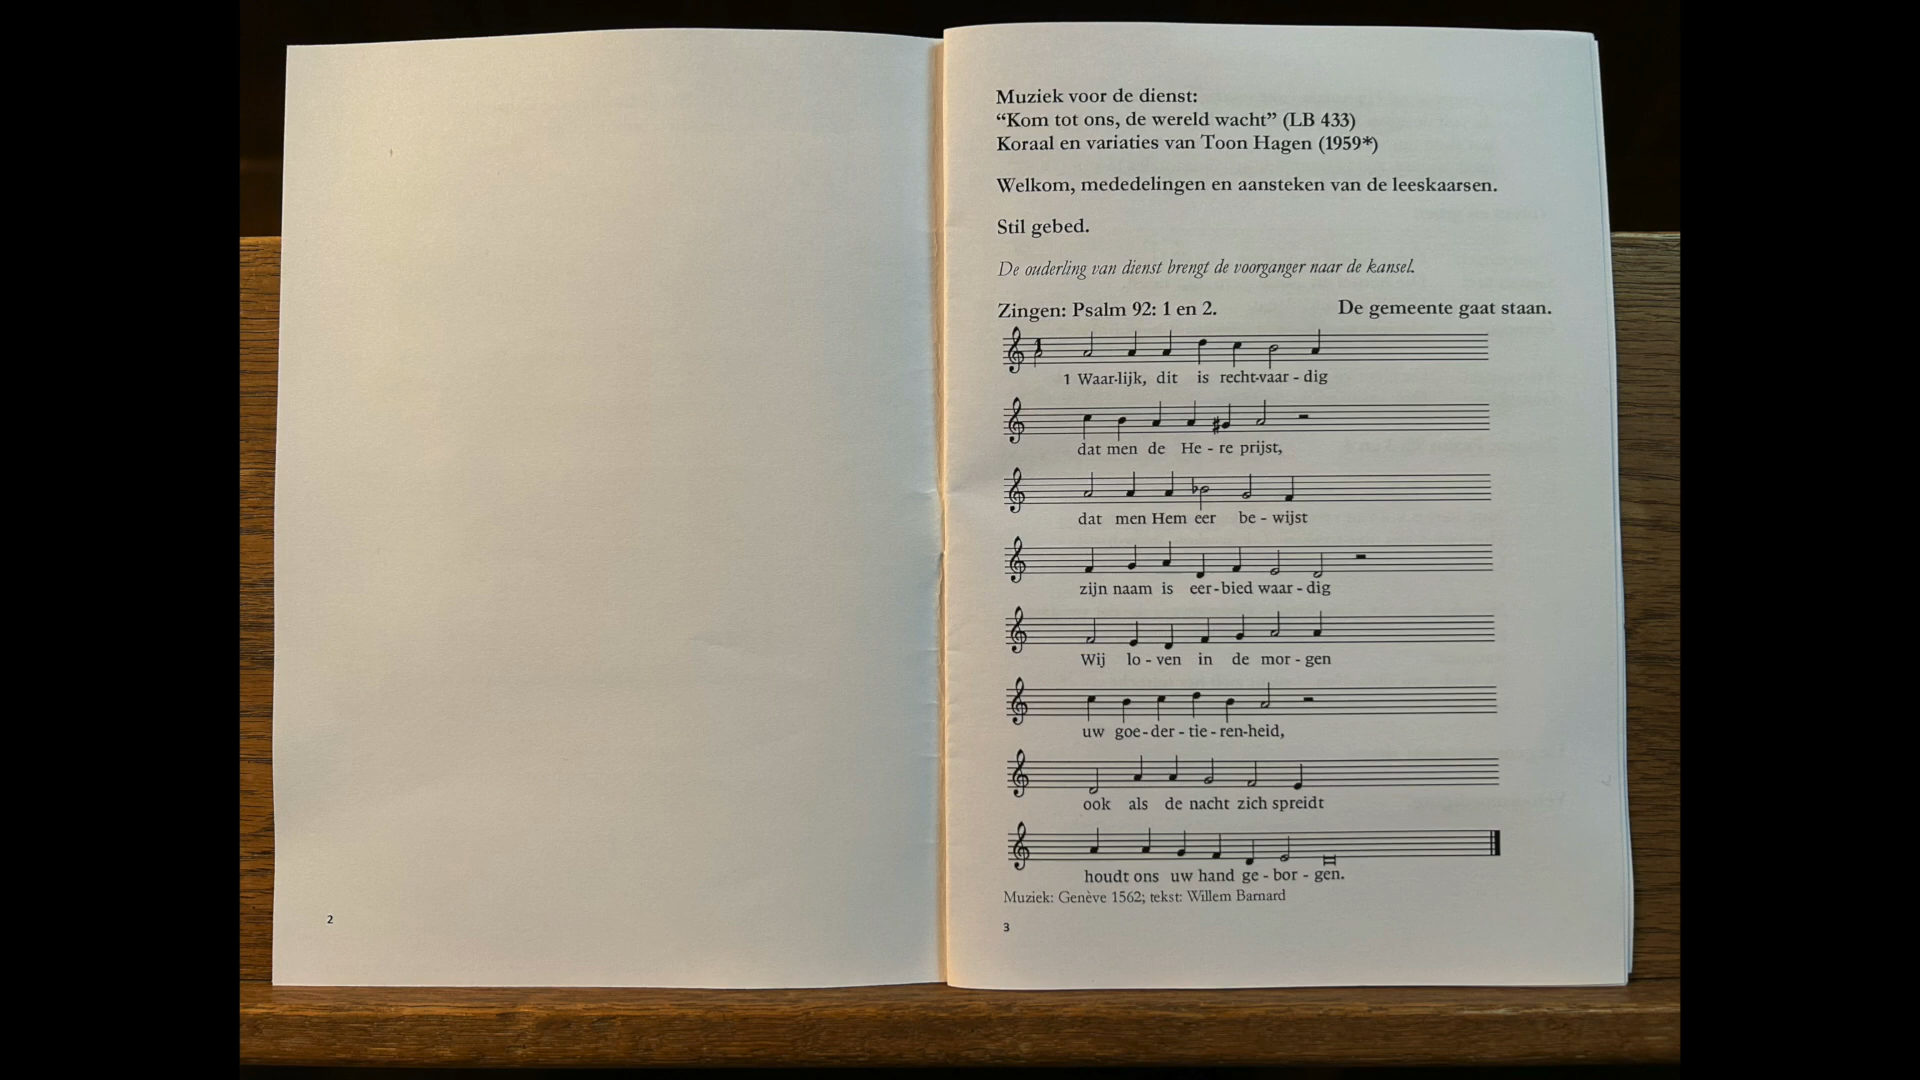 Muziek voor de dienst:
“Kom tot ons, de wereld wacht” (LB 433)
Koraal en variaties van Toon Hagen (1959*)
Welkom, mededelingen en aansteken van de leeskaarsen.
Stil gebed.
De ouderling van dienst brengt de voorganger naar de kansel.
Zingen: Psalm 92: 1 en 2. De gemeente gaat staan.
1 Waar-lijk, dit is recht-vaar - dig
dat men de He - re prijst,
dat men Hem eer be - wijst
zijn naam is eer - bied waar - dig
Wij lo - ven in de mor - gen
uw goe - der - tie - ren-heid,
ook als de nacht zich spreidt
houdt ons uw hand ge - bor - gen.
Muziek: Genève 1562; tekst: Willem Barnard
2
3